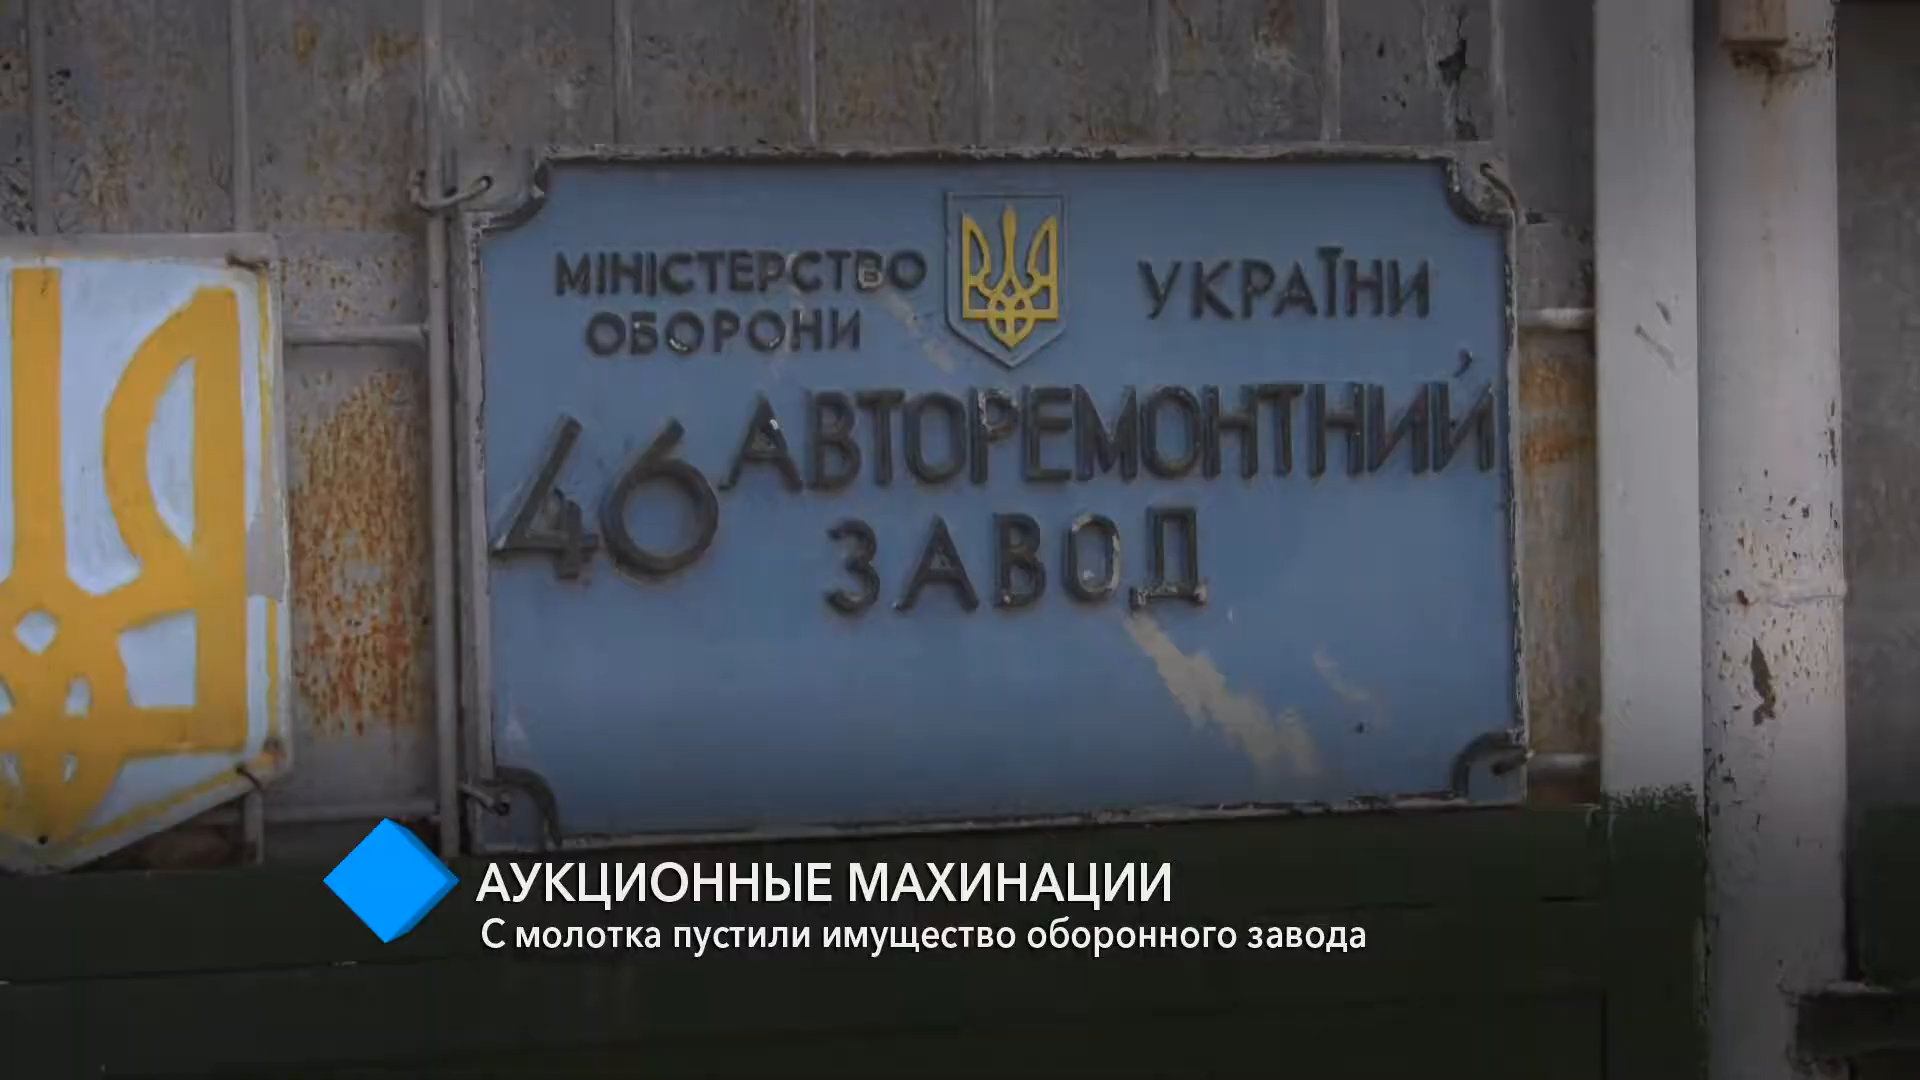 МІНІСТЕРСТВО УКРАЇНИ
ОБОРОНИ
46 АВТОРЕМОНТНИЙ
ЗАВОД
АУКЦИОННЫЕ МАХИНАЦИИ
С молотка пустили имущество оборонного завода